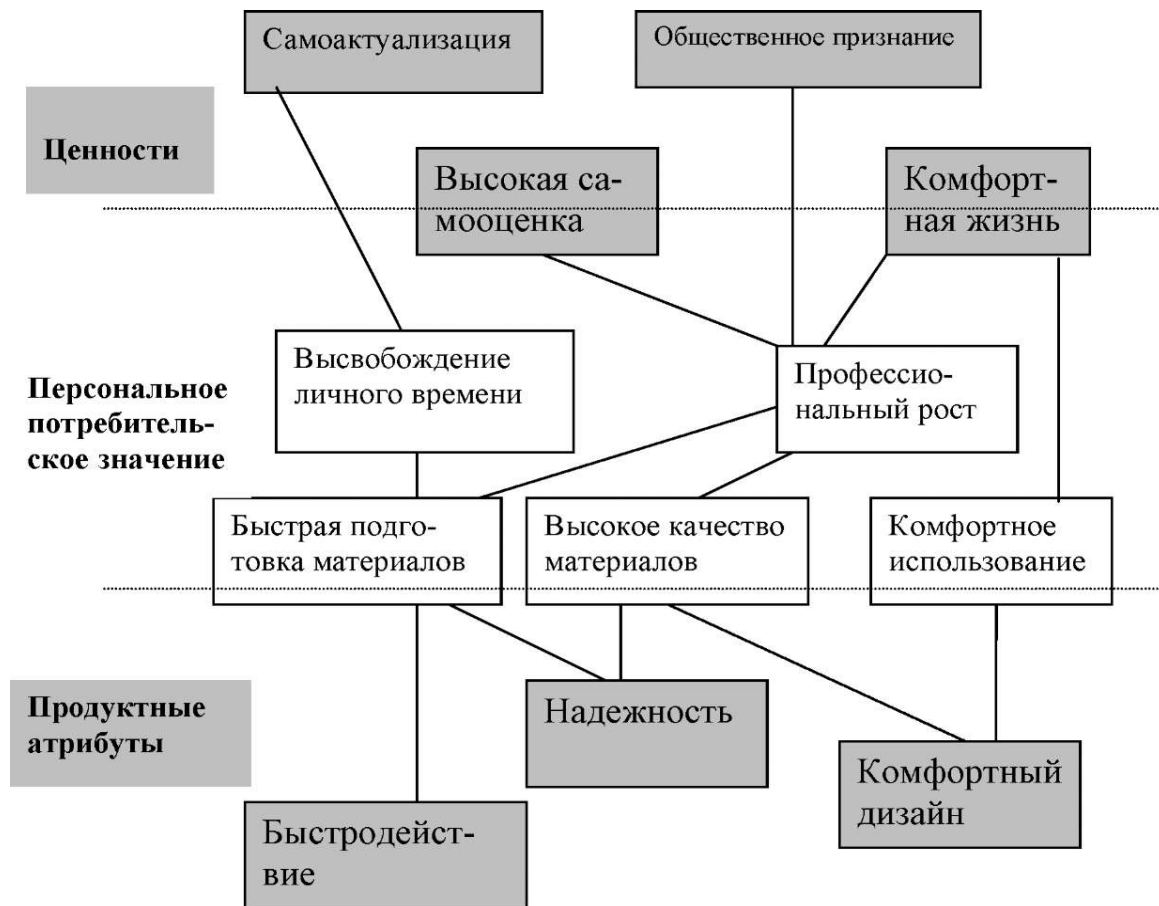 Самоактуализация
Общественное признание
Ценности
Высокая са-
мооценка
Комфорт-
ная жизнь
Высвобождение
личного времени
Профессио-
нальный рост
Персональное
потребитель-
ское значение
Быстрая подго-
товка материалов
Высокое качество
материалов
Комфортное
использование
Продуктные
атрибуты
Надежность
Комфортный
дизайн
Быстродейст-
вие